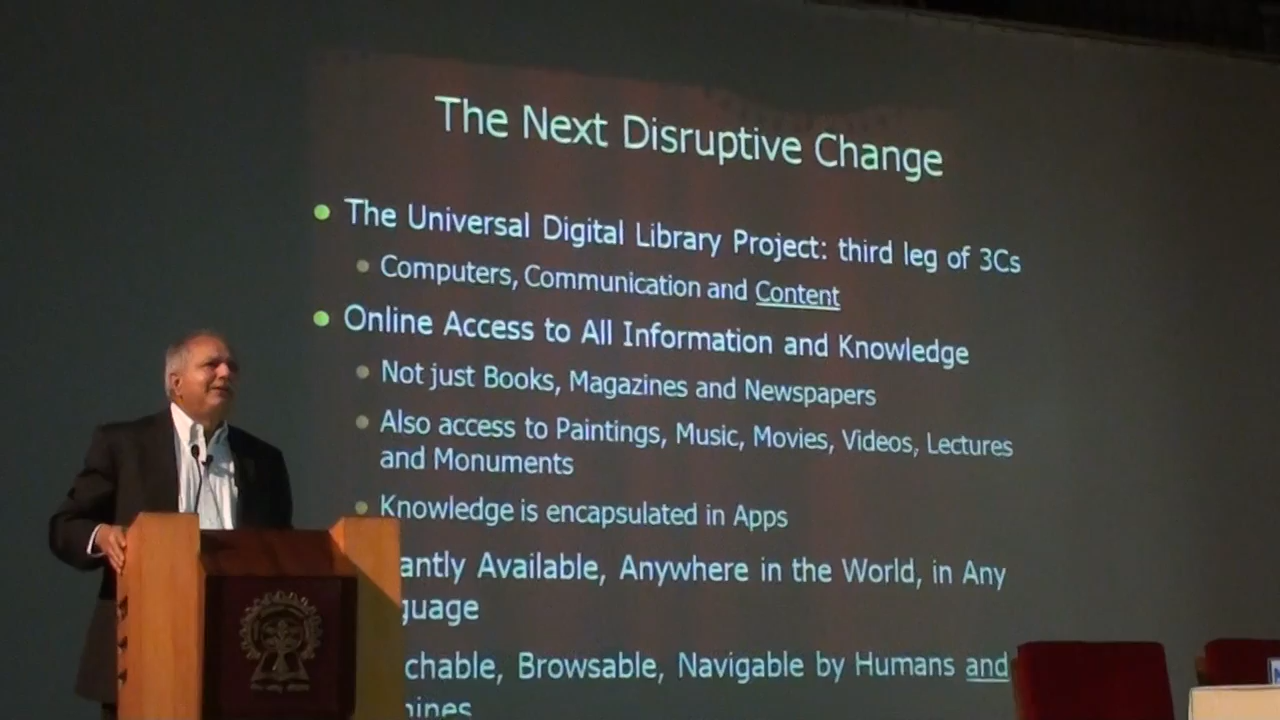 The Next Disruptive Change
The Universal Digital Library Project: third leg of 3Cs
Computers, Communication and Content
Online Access to All Information and Knowledge
Not just Books, Magazines and Newspapers
Also access to Paintings, Music, Movies, Videos, Lectures
and Monuments
Knowledge is encapsulated in Apps
antly Available, Anywhere in the World, in Any
guage
chable, Browsable, Navigable by Humans and
ines